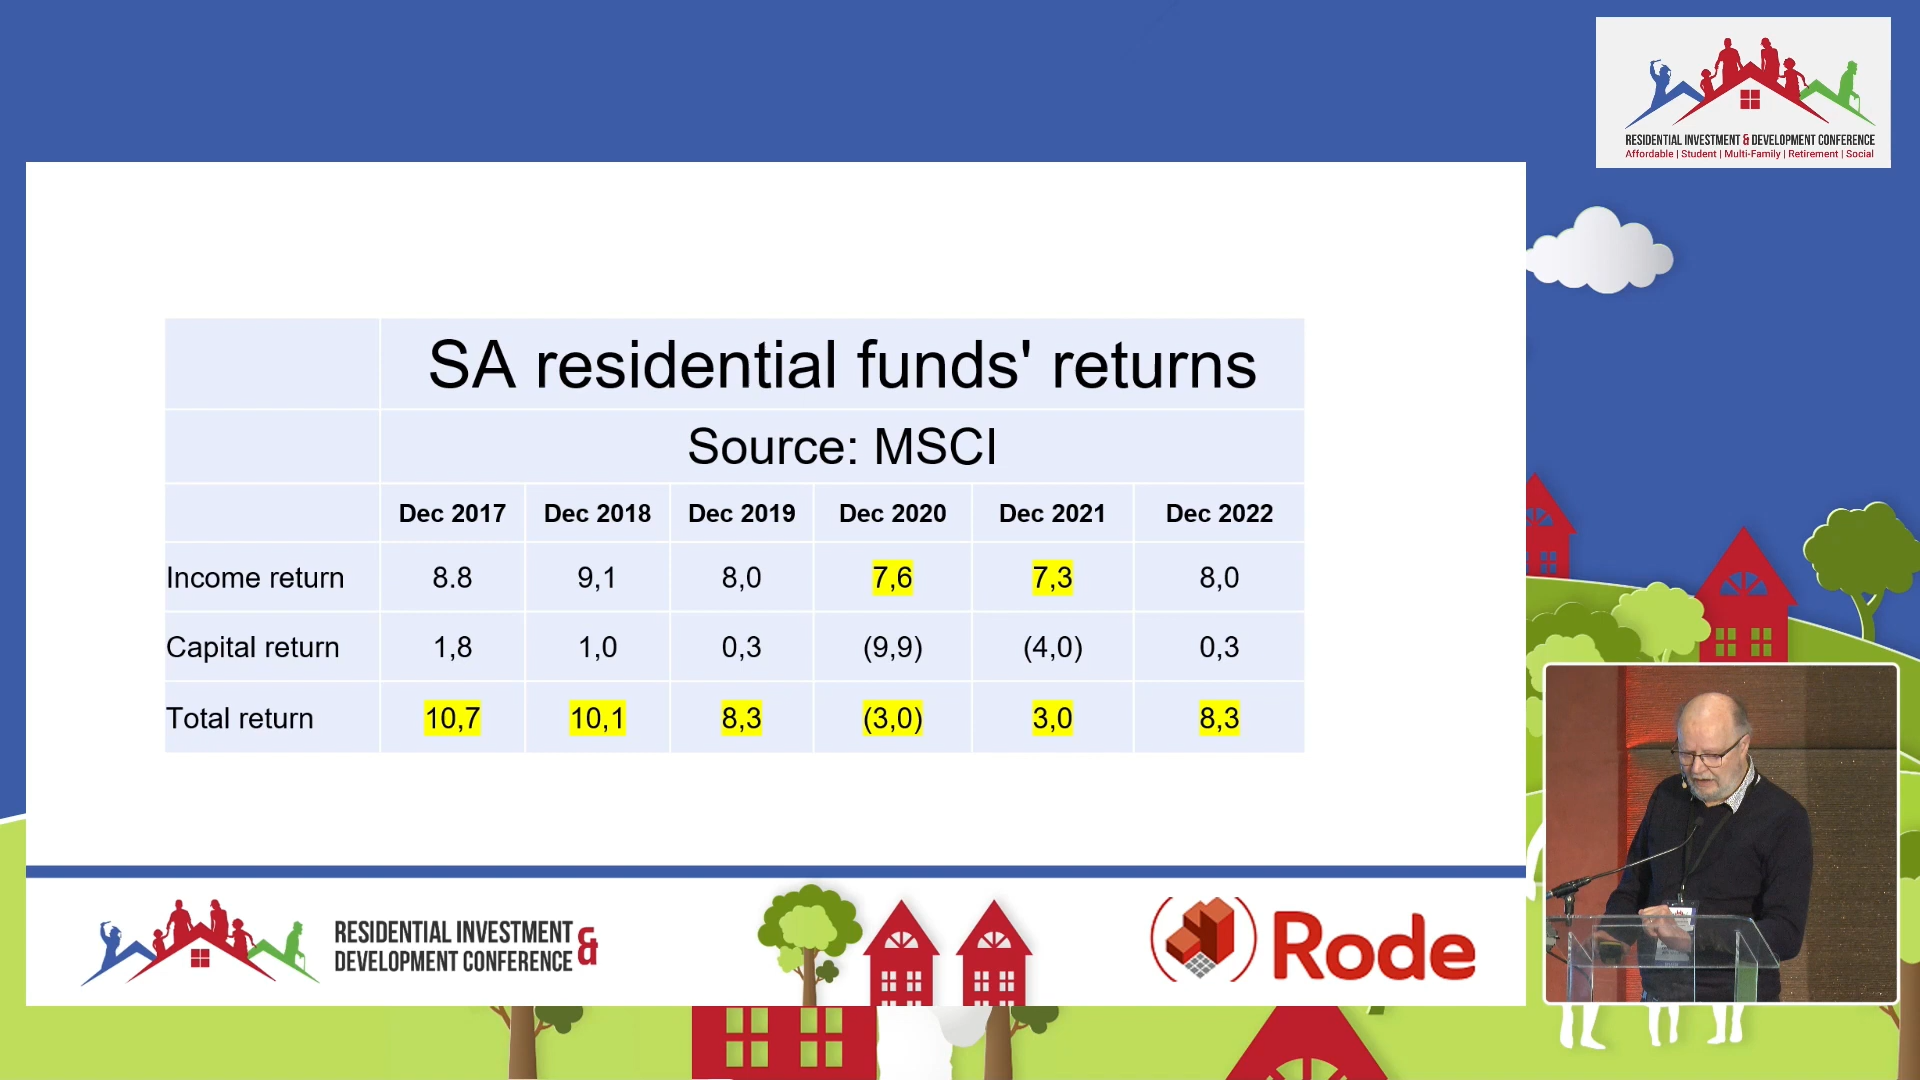 RESIDENTIAL INVESTMENT & DEVELOPMENT CONFERENCE
Affordable | Student | Multi-Family | Retirement | Social
SA residential funds' returns
Source: MSCI
Dec 2017 Dec 2018 Dec 2019 Dec 2020 Dec 2021 Dec 2022
Income return 8.8 9,1 8,0 7,6 7,3 8,0
Capital return 1,8 1,0 0,3 (9,9) (4,0) 0,3
Total return 10,7 10,1 8,3 (3,0) 3,0 8,3
RESIDENTIAL INVESTMENT &
DEVELOPMENT CONFERENCE
Rode